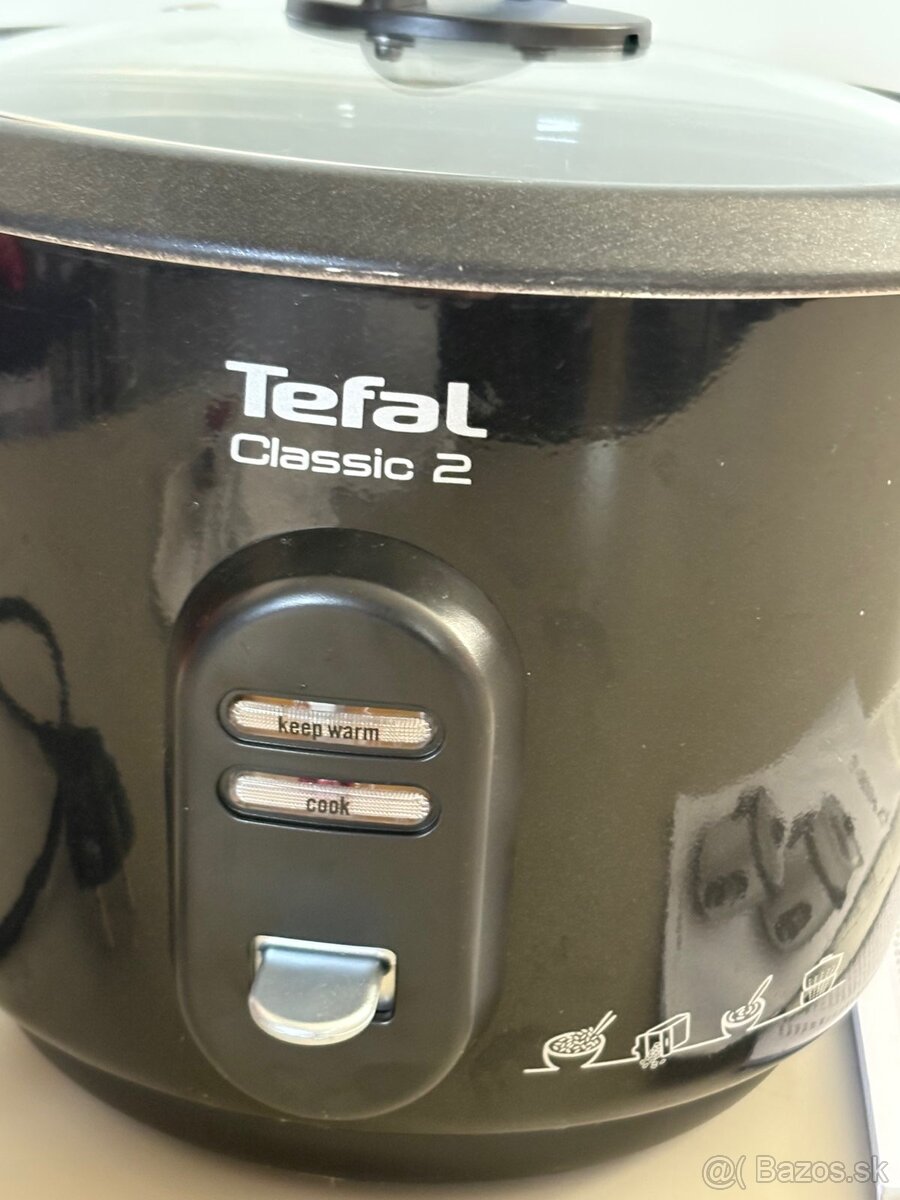 Tefal
Classic 2
keep warm
cook
@( Bazos.sk